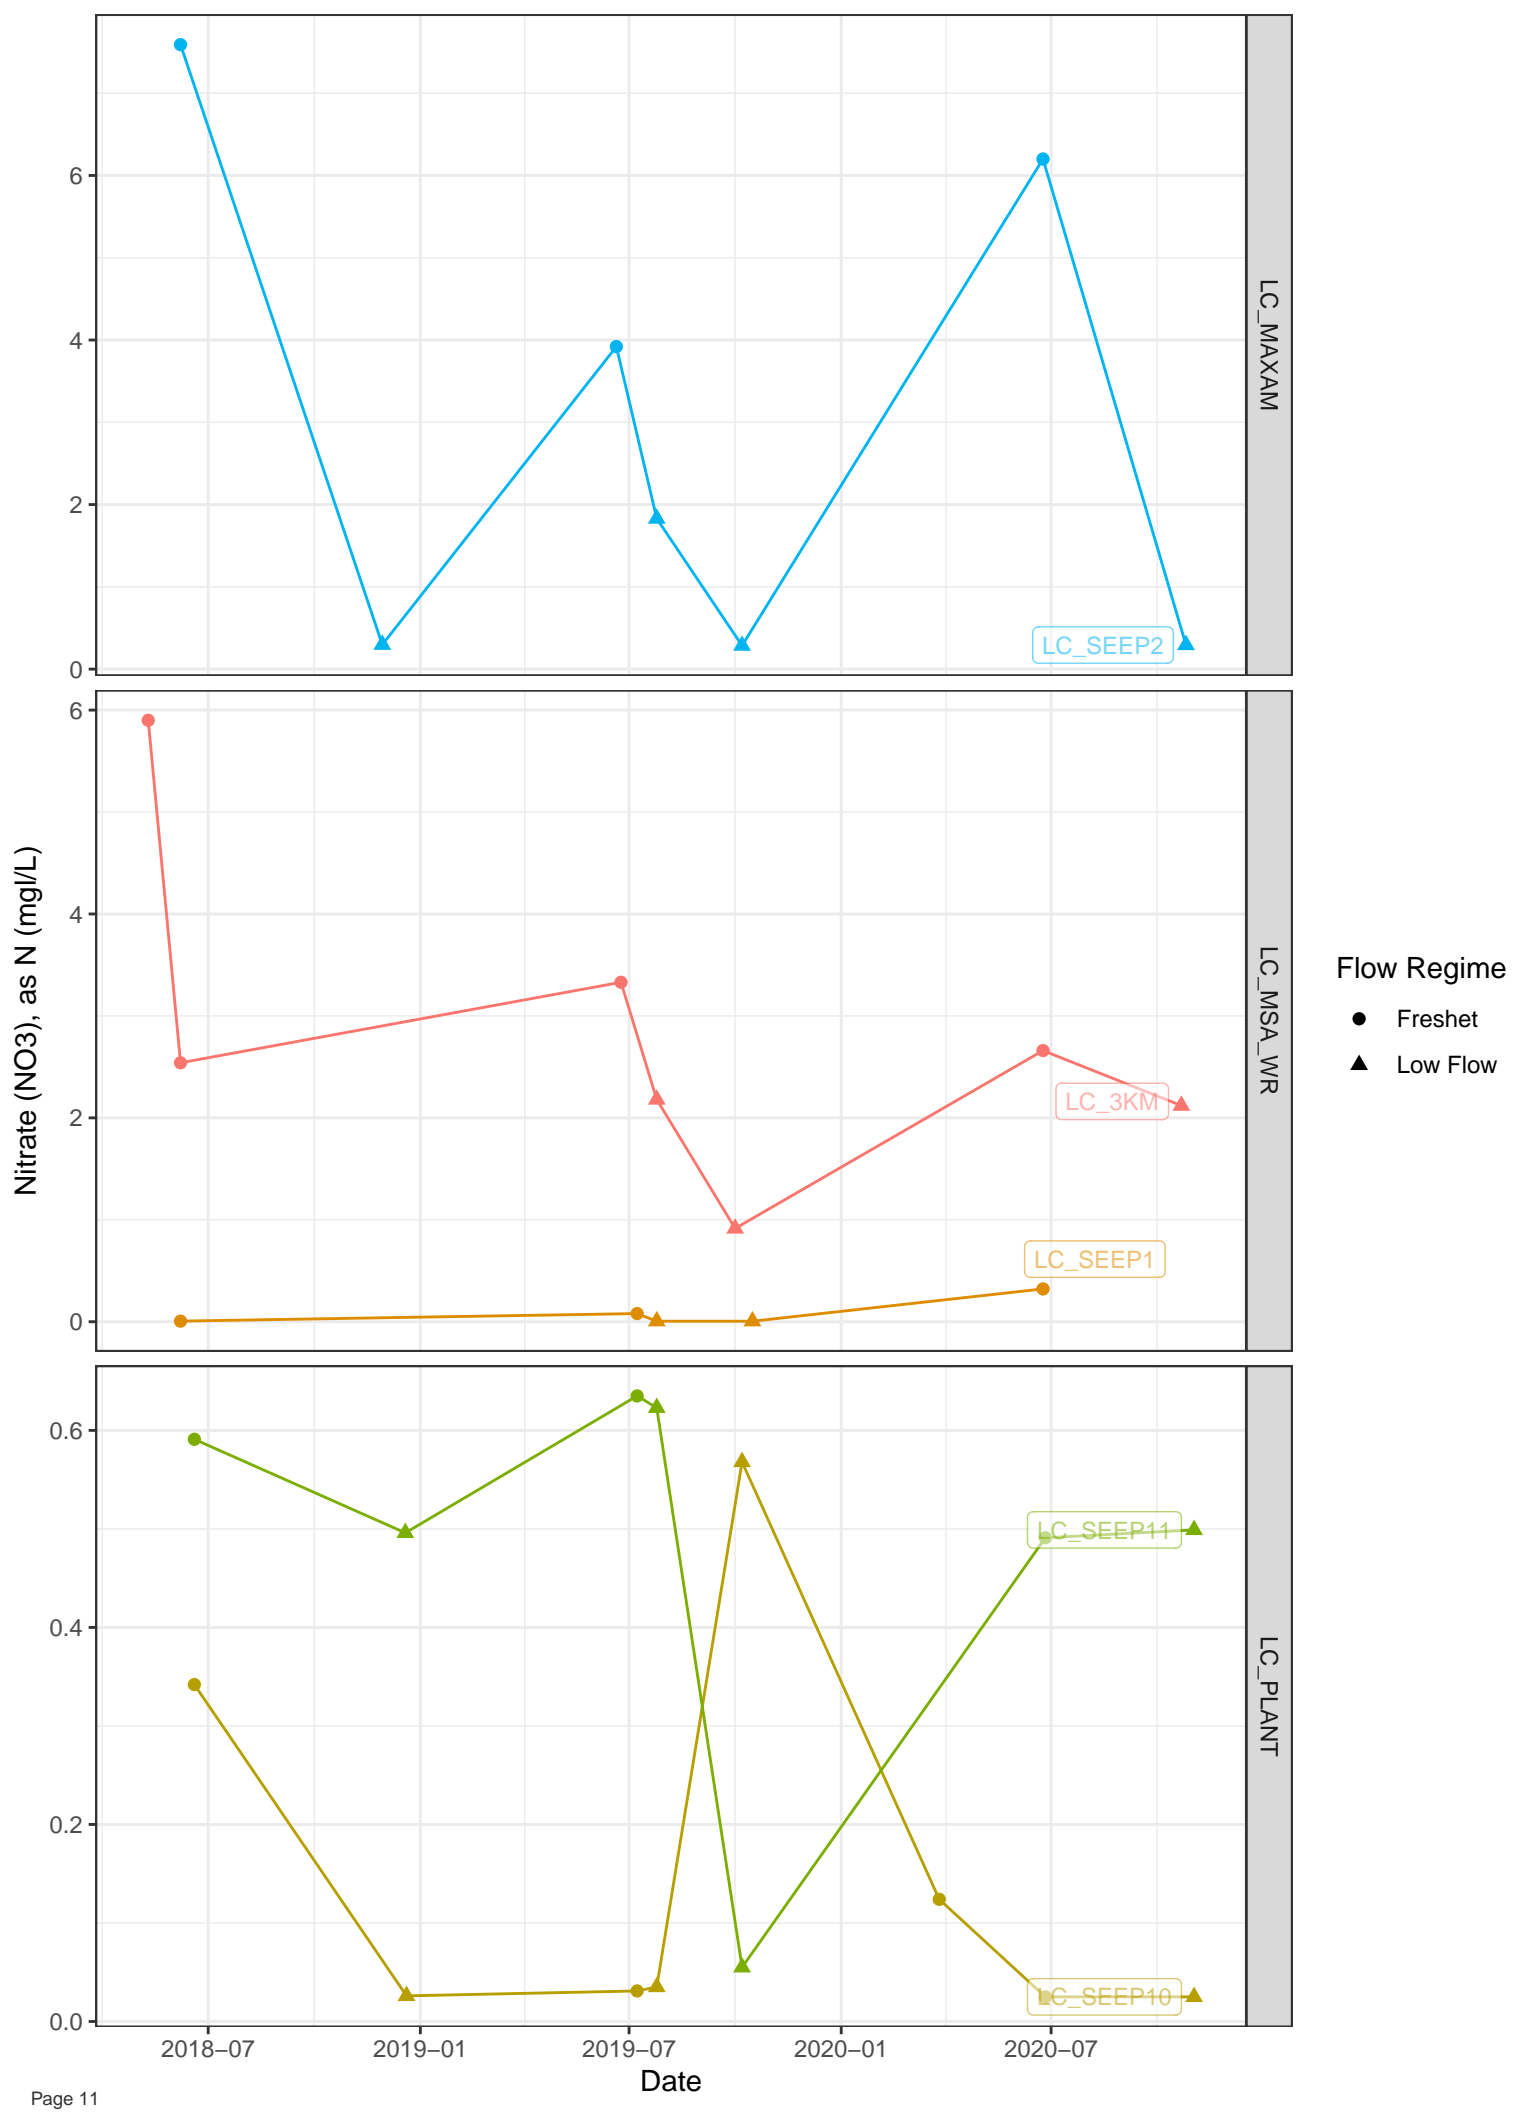 6
4
2
0
LC_SEEP2
LC_MAXAM
6
4
2
0
LC_3KM
LC_SEEP1
LC_MSA_WR
Nitrate (NO3), as N (mgl/L)
Flow Regime
Freshet
Low Flow
0.6
0.4
0.2
0.0
LC_SEEP11
LC_SEEP10
LC_PLANT
2018–07
2019–01
2019–07
2020–01
2020–07
Date
Page 11